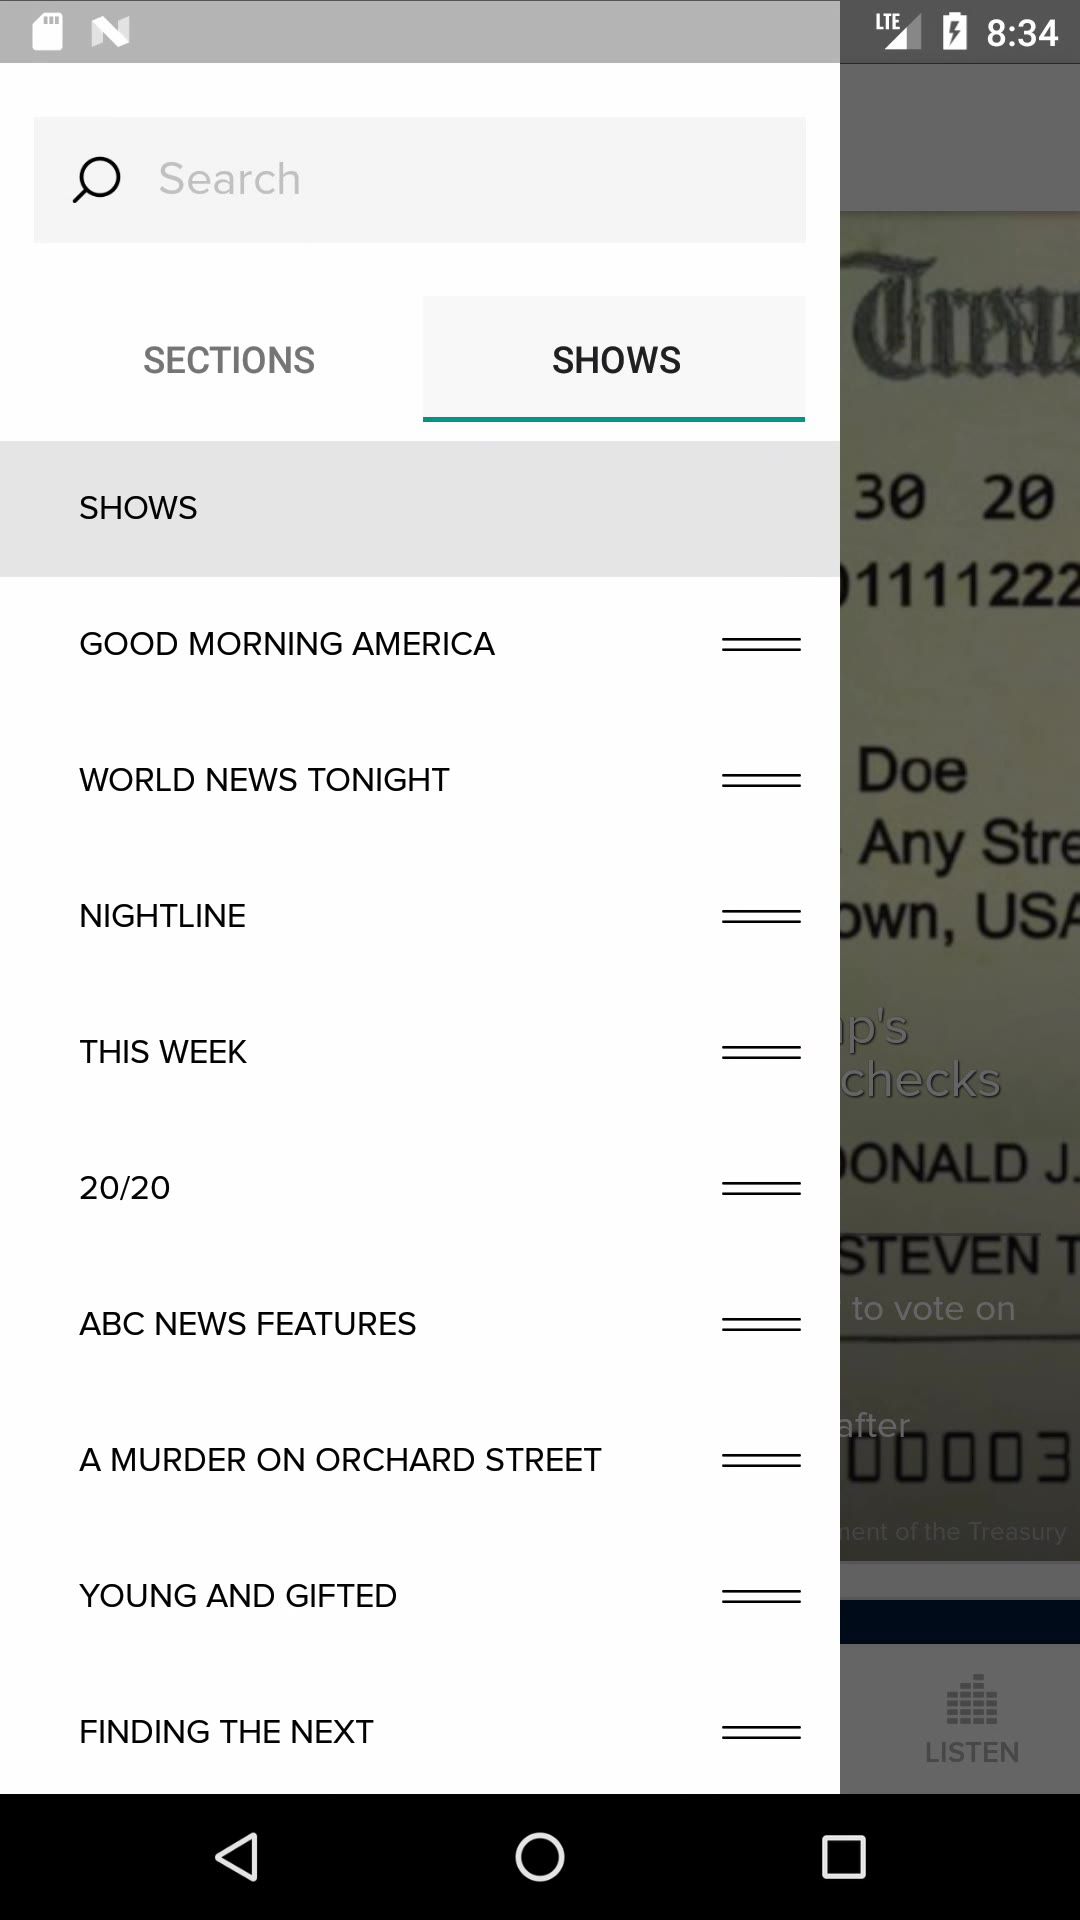 LTE 8:34
Search
SECTIONS SHOWS
SHOWS
GOOD MORNING AMERICA
WORLD NEWS TONIGHT
NIGHTLINE
THIS WEEK
20/20
ABC NEWS FEATURES
A MURDER ON ORCHARD STREET
YOUNG AND GIFTED
FINDING THE NEXT
30 20
1111222
Doe
Any Stre
own, USA
p's
checks
ONALD J.
STEVEN T
to vote on
after
00003
ment of the Treasury
LISTEN